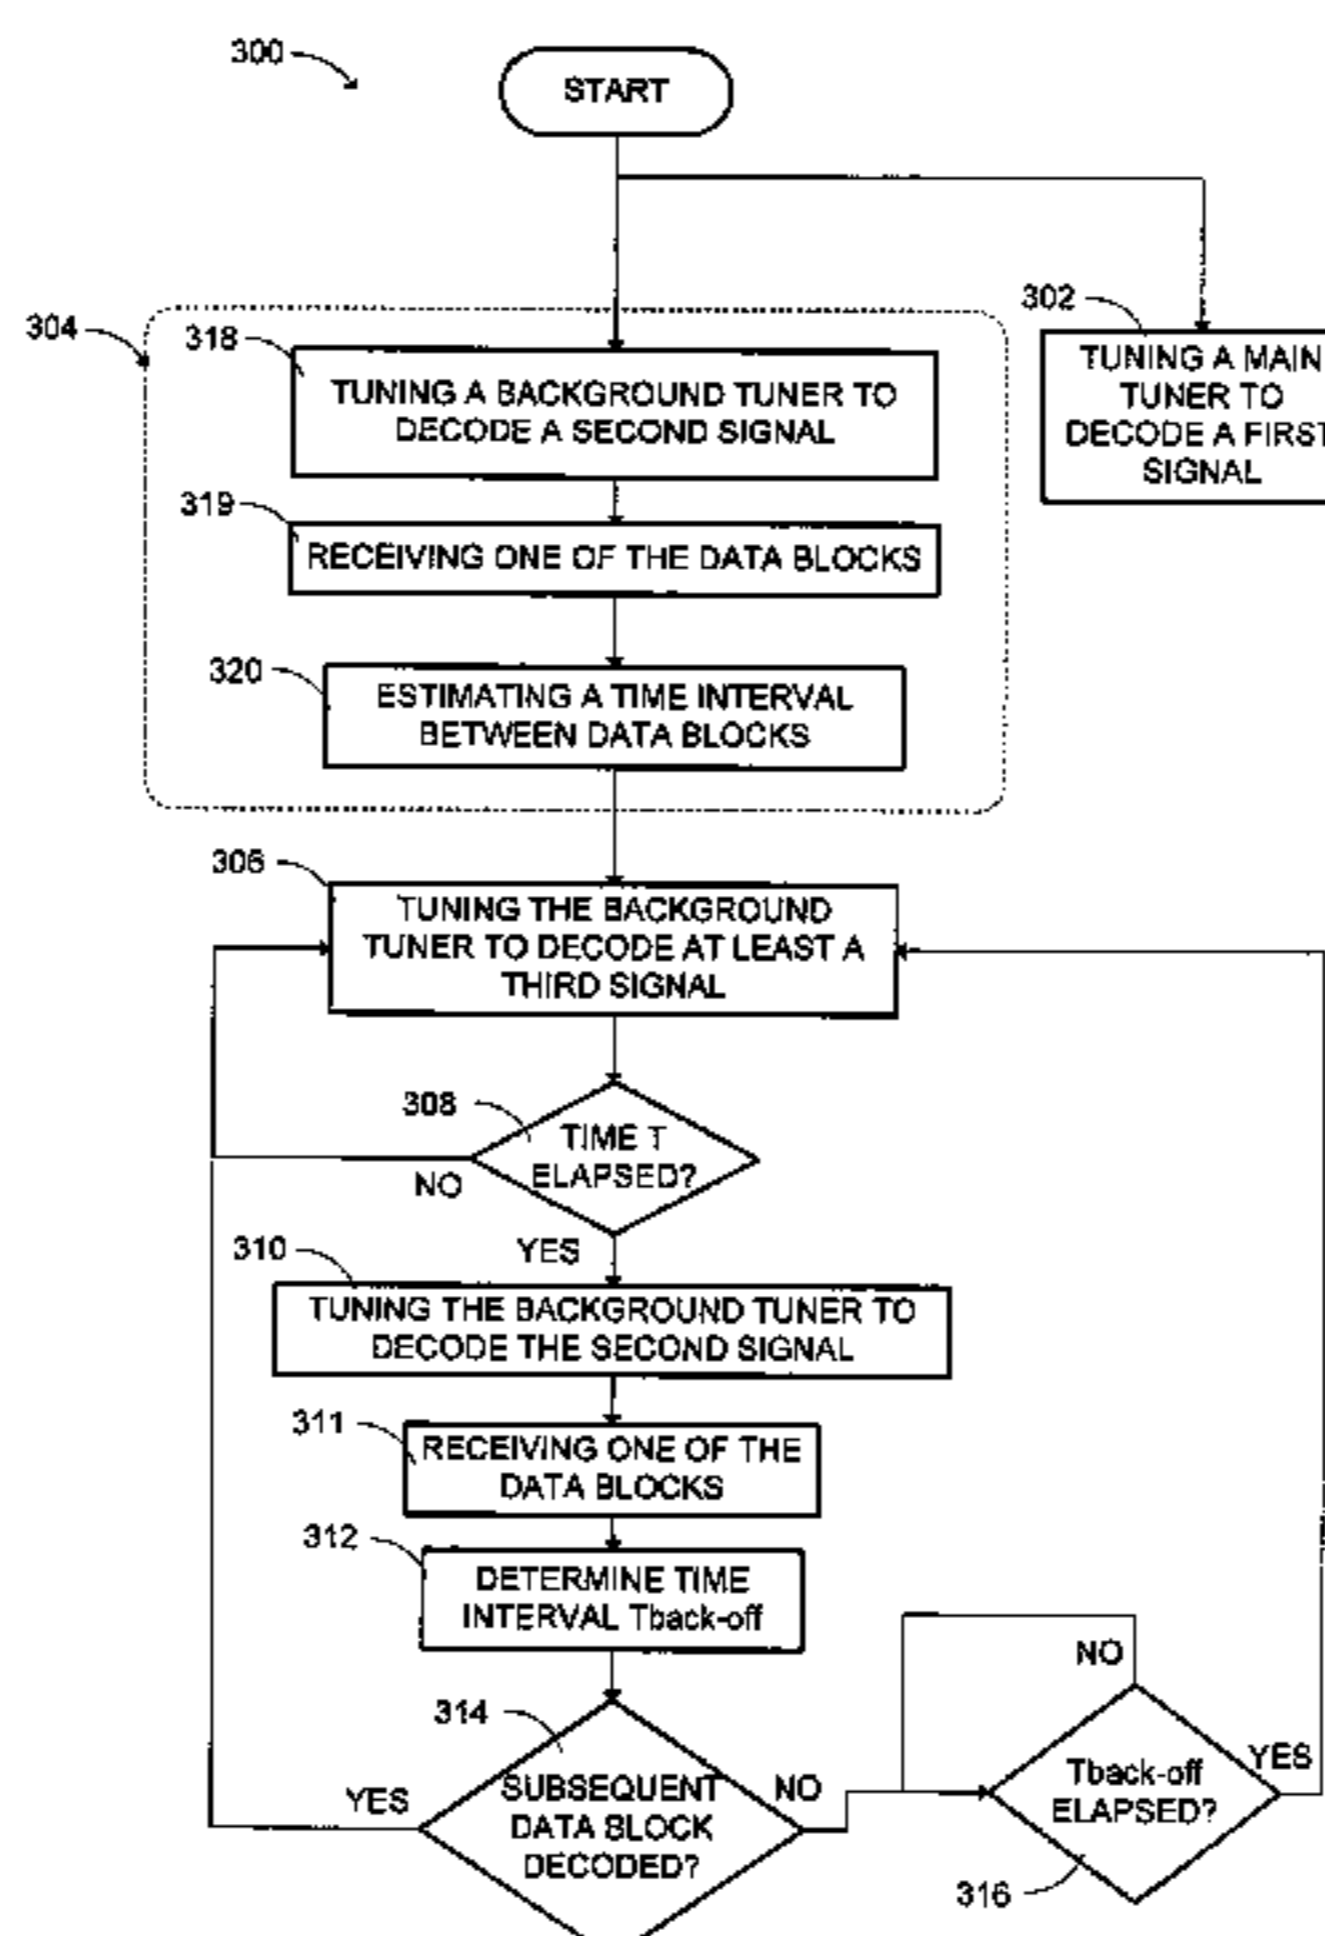 300
START
304
318
302
TUNING A BACKGROUND TUNER TO
DECODE A SECOND SIGNAL
TUNING A MAIN
TUNER TO
DECODE A FIRST
SIGNAL
319
RECEIVING ONE OF THE DATA BLOCKS
320
ESTIMATING A TIME INTERVAL
BETWEEN DATA BLOCKS
306
TUNING THE BACKGROUND
TUNER TO DECODE AT LEAST A
THIRD SIGNAL
308
TIME T
ELAPSED?
NO
YES
310
TUNING THE BACKGROUND TUNER TO
DECODE THE SECOND SIGNAL
311
RECEIVING ONE OF THE
DATA BLOCKS
312
DETERMINE TIME
INTERVAL Tback-off
314
SUBSEQUENT
DATA BLOCK
DECODED?
YES
NO
NO
Tback-off
ELAPSED?
YES
316